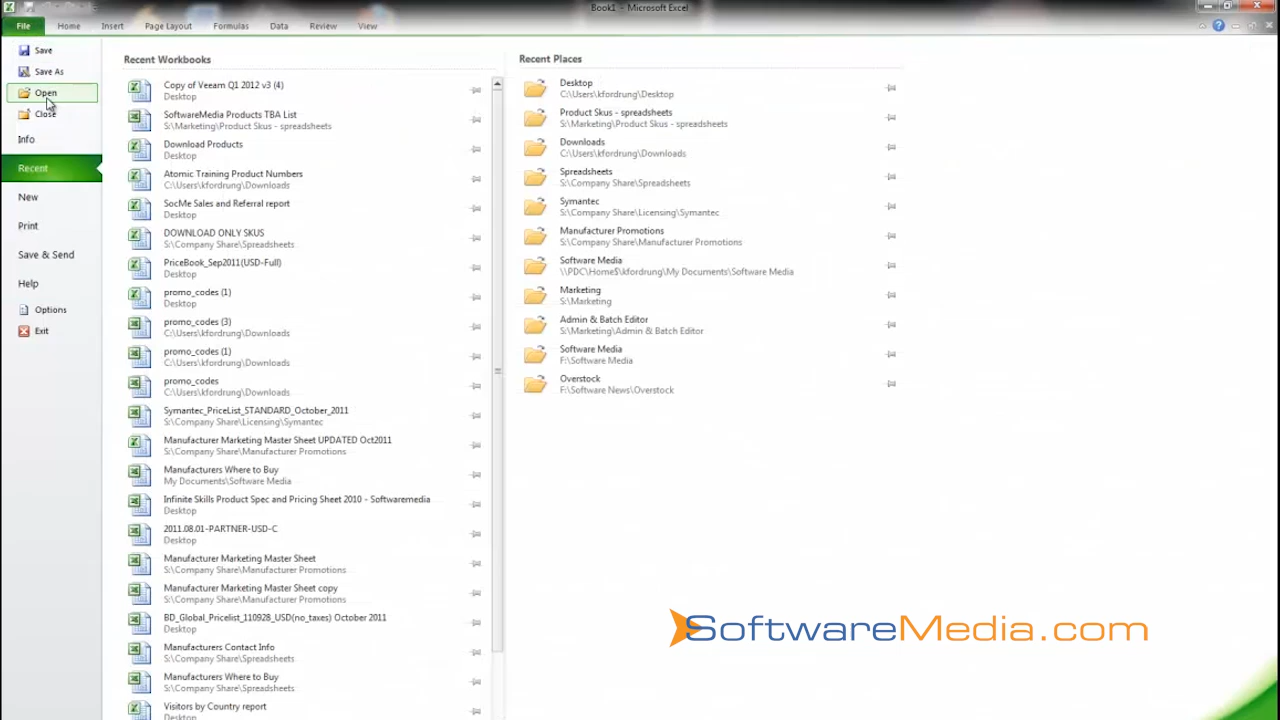 Book1 - Microsoft Excel
File Home Insert Page Layout Formulas Data Review View
Save
Save As
Open
Close
Info
Recent
New
Print
Save & Send
Help
Options
Exit
Recent Workbooks
Copy of Veeam Q1 2012 v3 (4)
Desktop
SoftwareMedia Products TBA List
S:\Marketing\Product Skus - spreadsheets
Download Products
Desktop
Atomic Training Product Numbers
C:\Users\kfordrung\Downloads
SocMe Sales and Referral report
Desktop
DOWNLOAD ONLY SKUS
S:\Company Share\Spreadsheets
PriceBook_Sep2011(USD-Full)
Desktop
promo_codes (1)
Desktop
promo_codes (3)
C:\Users\kfordrung\Downloads
promo_codes (1)
C:\Users\kfordrung\Downloads
promo_codes
C:\Users\kfordrung\Downloads
Symantec_PriceList_STANDARD_October_2011
S:\Company Share\Licensing\Symantec
Manufacturer Marketing Master Sheet UPDATED Oct2011
S:\Company Share\Manufacturer Promotions
Manufacturers Where to Buy
My Documents\Software Media
Infinite Skills Product Spec and Pricing Sheet 2010 - Softwaremedia
Desktop
2011.08.01-PARTNER-USD-C
Desktop
Manufacturer Marketing Master Sheet
S:\Company Share\Manufacturer Promotions
Manufacturer Marketing Master Sheet copy
S:\Company Share\Manufacturer Promotions
BD_Global_Pricelist_110928_USD(no_taxes) October 2011
Desktop
Manufacturers Contact Info
S:\Company Share\Spreadsheets
Manufacturers Where to Buy
S:\Company Share\Spreadsheets
Visitors by Country report
Desktop
Recent Places
Desktop
C:\Users\kfordrung\Desktop
Product Skus - spreadsheets
S:\Marketing\Product Skus - spreadsheets
Downloads
C:\Users\kfordrung\Downloads
Spreadsheets
S:\Company Share\Spreadsheets
Symantec
S:\Company Share\Licensing\Symantec
Manufacturer Promotions
S:\Company Share\Manufacturer Promotions
Software Media
\\PDC\Home$\kfordrung\My Documents\Software Media
Marketing
S:\Marketing
Admin & Batch Editor
S:\Marketing\Admin & Batch Editor
Software Media
F:\Software Media
Overstock
F:\Software News\Overstock
SoftwareMedia.com